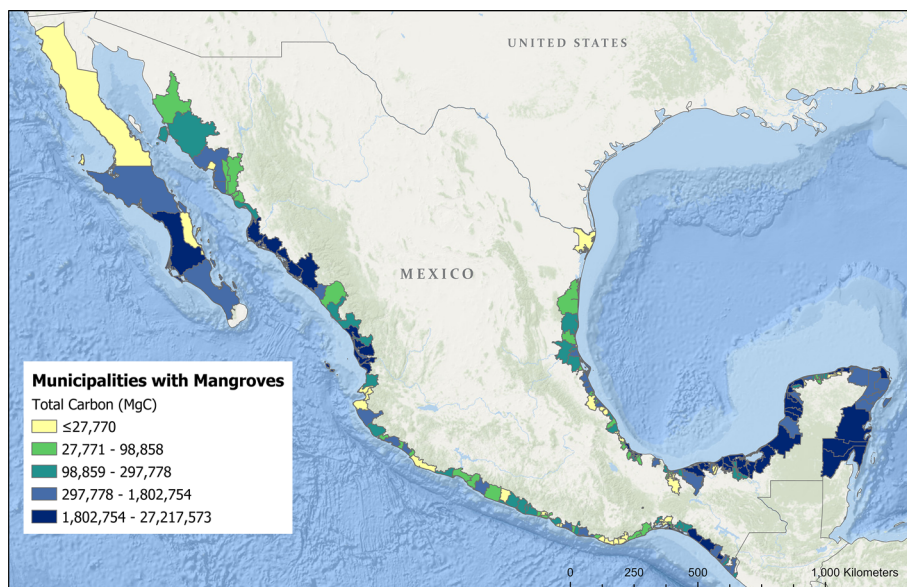 UNITED STATES
MEXICO
Municipalities with Mangroves
Total Carbon (MgC)
≤27,770
27,771 - 98,858
98,859 - 297,778
297,778 - 1,802,754
1,802,754 - 27,217,573
0 250 500 1,000 Kilometers